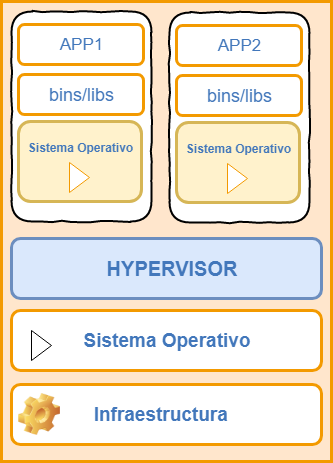 APP1
bins/libs
Sistema Operativo
APP2
bins/libs
Sistema Operativo
HYPERVISOR
Sistema Operativo
Infraestructura